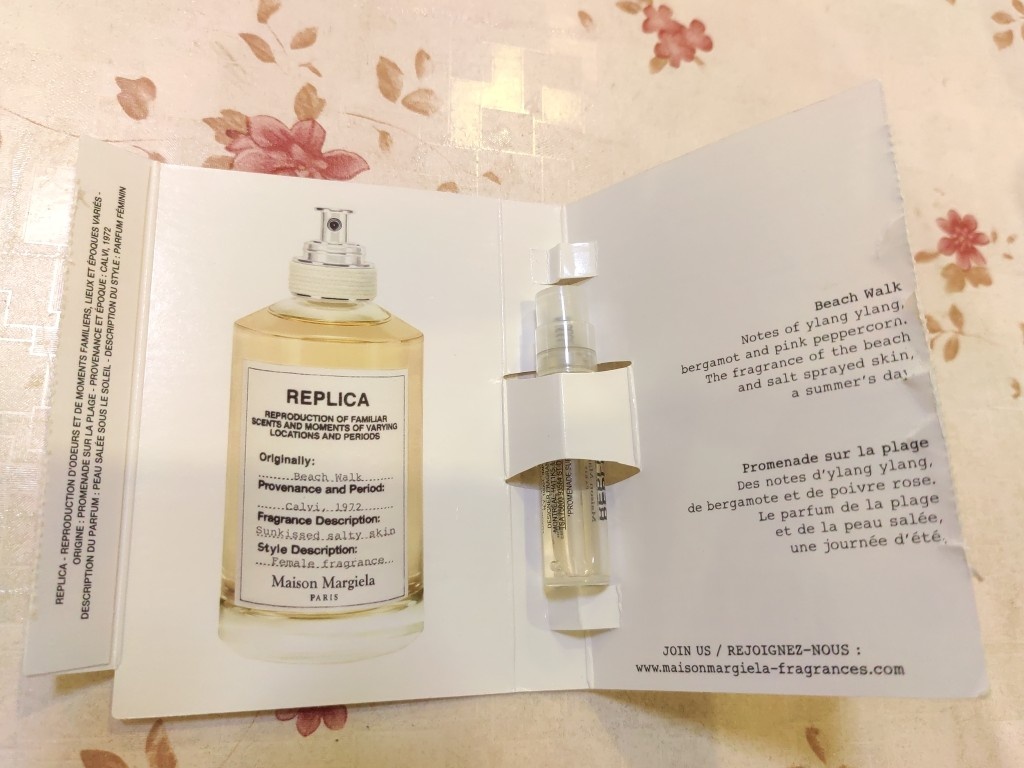 REPLICA - REPRODUCTION D'ODEURS ET DE MOMENTS FAMILIERS, LIEUX ET ÉPOQUES VARIÉS -
ORIGINE : PROMENADE SUR LA PLAGE - PROVENANCE ET ÉPOQUE : CALVI, 1972
DESCRIPTION DU PARFUM : PEAU SALÉE SOUS LE SOLEIL - DESCRIPTION DU STYLE : PARFUM FÉMININ
REPLICA
REPRODUCTION OF FAMILIAR
SCENTS AND MOMENTS OF VARYING
LOCATIONS AND PERIODS
Originally:
Beach Walk
Provenance and Period:
Calvi, 1972
Fragrance Description:
Sunkissed salty skin
Style Description:
Female fragrance
Maison Margiela
PARIS
Beach Walk
Notes of ylang ylang,
bergamot and pink peppercorn.
The fragrance of the beach
and salt sprayed skin,
a summer's day
Promenade sur la plage
Des notes d'ylang ylang,
de bergamote et de poivre rose.
Le parfum de la plage
et de la peau salée,
une journée d'été.
JOIN US / REJOIGNEZ-NOUS :
www.maisonmargiela-fragrances.com